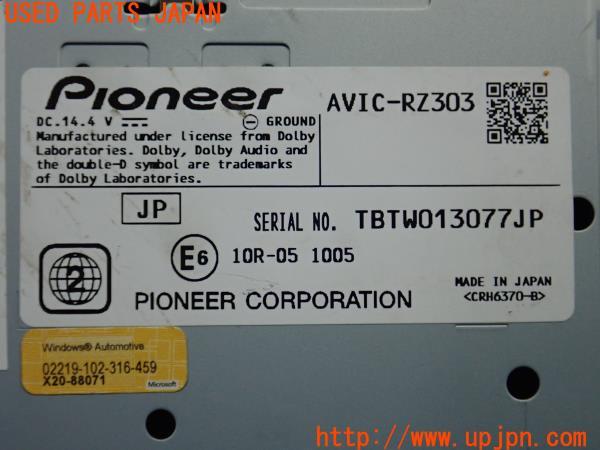 USED PARTS JAPAN
Pioneer
AVIC-RZ303
DC.14.4 V
GROUND
Manufactured under license from Dolby
Laboratories. Dolby, Dolby Audio and
the double-D symbol are trademarks
of Dolby Laboratories.
JP
SERIAL NO. TBTW013077JP
E6 10R-05 1005
2
PIONEER CORPORATION
MADE IN JAPAN
<CRH6370-B>
Windows® Automotive
02219-102-316-459
X20-88071
Microsoft
UPJ
http://www.upjpn.com/